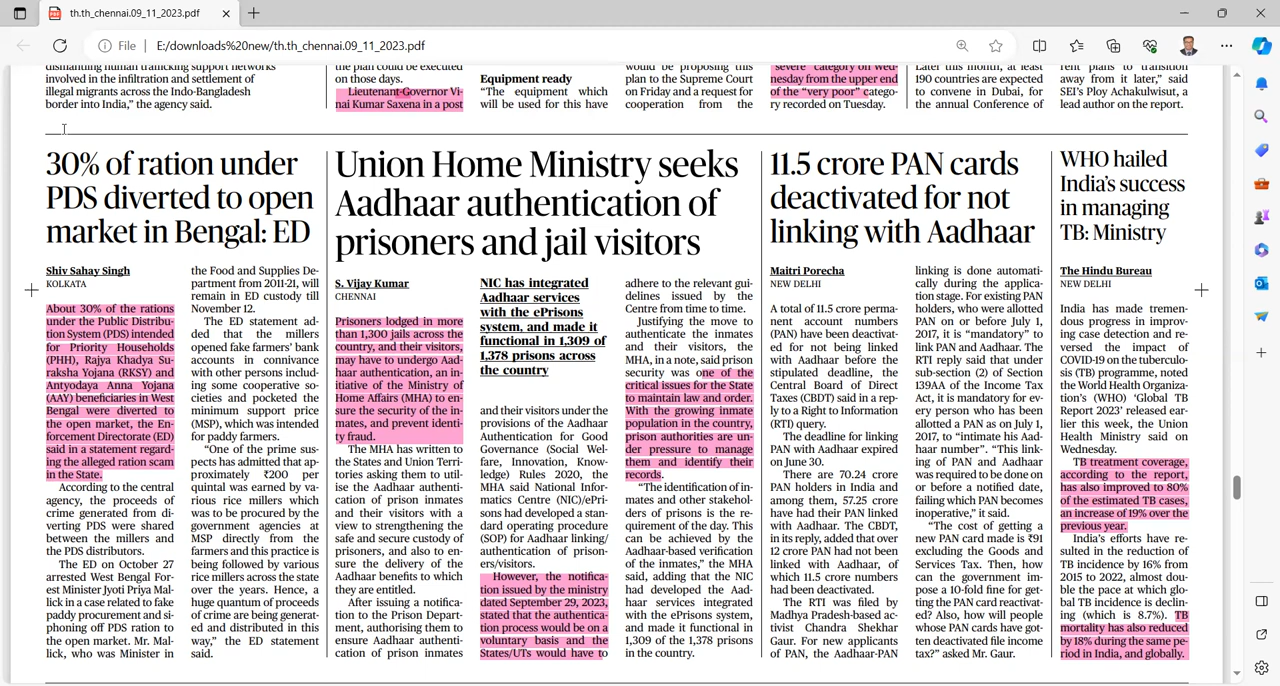 th.th_chennai.09_11_2023.pdf
File
E:/downloads%20new/th.th_chennai.09_11_2023.pdf
dismantling human trafficking support networks
involved in the infiltration and settlement of
illegal migrants across the Indo-Bangladesh
border into India,” the agency said.
the plan could be executed
on those days.
Lieutenant-Governor Vi-
nai Kumar Saxena in a post
Equipment ready
“The equipment which
will be used for this have
would be proposing this
plan to the Supreme Court
on Friday and a request for
cooperation from the
“severe” category on Wed-
nesday from the upper end
of the “very poor” catego-
ry recorded on Tuesday.
Later this month, at least
190 countries are expected
to convene in Dubai, for
the annual Conference of
rent plans to transition
away from it later,” said
SEI’s Ploy Achakulwisut, a
lead author on the report.
30% of ration under
PDS diverted to open
market in Bengal: ED
Shiv Sahay Singh
KOLKATA
About 30% of the rations
under the Public Distribu-
tion System (PDS) intended
for Priority Households
(PHH), Rajya Khadya Su-
raksha Yojana (RKSY) and
Antyodaya Anna Yojana
(AAY) beneficiaries in West
Bengal were diverted to
the open market, the En-
forcement Directorate (ED)
said in a statement regard-
ing the alleged ration scam
in the State.
According to the central
agency, the proceeds of
crime generated from di-
verting PDS were shared
between the millers and
the PDS distributors.
The ED on October 27
arrested West Bengal For-
est Minister Jyoti Priya Mal-
lick in a case related to fake
paddy procurement and si-
phoning off PDS ration to
the open market. Mr. Mal-
lick, who was Minister in
the Food and Supplies De-
partment from 2011-21, will
remain in ED custody till
November 12.
The ED statement ad-
ded that the millers
opened fake farmers’ bank
accounts in connivance
with other persons includ-
ing some cooperative so-
cieties and pocketed the
minimum support price
(MSP), which was intended
for paddy farmers.
“One of the prime sus-
pects has admitted that ap-
proximately ₹200 per
quintal was earned by va-
rious rice millers which
was to be procured by the
government agencies at
MSP directly from the
farmers and this practice is
being followed by various
rice millers across the state
over the years. Hence, a
huge quantum of proceeds
of crime are being generat-
ed and distributed in this
way,” the ED statement
said.
Union Home Ministry seeks
Aadhaar authentication of
prisoners and jail visitors
S. Vijay Kumar
CHENNAI
Prisoners lodged in more
than 1,300 jails across the
country, and their visitors,
may have to undergo Aad-
haar authentication, an in-
itiative of the Ministry of
Home Affairs (MHA) to en-
sure the security of the in-
mates, and prevent identi-
ty fraud.
The MHA has written to
the States and Union Terri-
tories asking them to util-
ise the Aadhaar authenti-
cation of prison inmates
and their visitors with a
view to strengthening the
safe and secure custody of
prisoners, and also to en-
sure the delivery of the
Aadhaar benefits to which
they are entitled.
After issuing a notifica-
tion to the Prison Depart-
ment, authorising them to
ensure Aadhaar authenti-
cation of prison inmates
NIC has integrated
Aadhaar services
with the ePrisons
system, and made it
functional in 1,309 of
1,378 prisons across
the country
and their visitors under the
provisions of the Aadhaar
Authentication for Good
Governance (Social Wel-
fare, Innovation, Know-
ledge) Rules 2020, the
MHA said National Infor-
matics Centre (NIC)/ePri-
sons had developed a stan-
dard operating procedure
(SOP) for Aadhaar linking/
authentication of prison-
ers/visitors.
However, the notifica-
tion issued by the ministry
dated September 29, 2023,
stated that the authentica-
tion process would be on a
voluntary basis and the
States/UTs would have to
adhere to the relevant gui-
delines issued by the
Centre from time to time.
Justifying the move to
authenticate the inmates
and their visitors, the
MHA, in a note, said prison
security was one of the
critical issues for the State
to maintain law and order.
With the growing inmate
population in the country,
prison authorities are un-
der pressure to manage
them and identify their
records.
“The identification of in-
mates and other stakehol-
ders of prisons is the re-
quirement of the day. This
can be achieved by the
Aadhaar-based verification
of the inmates,” the MHA
said, adding that the NIC
had developed the Aad-
haar services integrated
with the ePrisons system,
and made it functional in
1,309 of the 1,378 prisons
in the country.
11.5 crore PAN cards
deactivated for not
linking with Aadhaar
Maitri Porecha
NEW DELHI
A total of 11.5 crore perma-
nent account numbers
(PAN) have been deactivat-
ed for not being linked
with Aadhaar before the
stipulated deadline, the
Central Board of Direct
Taxes (CBDT) said in a rep-
ly to a Right to Information
(RTI) query.
The deadline for linking
PAN with Aadhaar expired
on June 30.
There are 70.24 crore
PAN holders in India and
among them, 57.25 crore
have had their PAN linked
with Aadhaar. The CBDT,
in its reply, added that over
12 crore PAN had not been
linked with Aadhaar, of
which 11.5 crore numbers
had been deactivated.
The RTI was filed by
Madhya Pradesh-based ac-
tivist Chandra Shekhar
Gaur. For new applicants
of PAN, the Aadhaar-PAN
linking is done automati-
cally during the applica-
tion stage. For existing PAN
holders, who were allotted
PAN on or before July 1,
2017, it is “mandatory” to
link PAN and Aadhaar. The
RTI reply said that under
sub-section (2) of Section
139AA of the Income Tax
Act, it is mandatory for ev-
ery person who has been
allotted a PAN as on July 1,
2017, to “intimate his Aad-
haar number”. “This link-
ing of PAN and Aadhaar
was required to be done on
or before a notified date,
failing which PAN becomes
inoperative,” it said.
“The cost of getting a
new PAN card made is ₹91
excluding the Goods and
Services Tax. Then, how
can the government im-
pose a 10-fold fine for get-
ting the PAN card reactivat-
ed? Also, how will people
whose PAN cards have got-
ten deactivated file income
tax?” asked Mr. Gaur.
WHO hailed
India’s success
in managing
TB: Ministry
The Hindu Bureau
NEW DELHI
India has made tremen-
dous progress in improv-
ing case detection and re-
versed the impact of
COVID-19 on the tuberculo-
sis (TB) programme, noted
the World Health Organiza-
tion’s (WHO) ‘Global TB
Report 2023’ released ear-
lier this week, the Union
Health Ministry said on
Wednesday.
TB treatment coverage,
according to the report,
has also improved to 80%
of the estimated TB cases,
an increase of 19% over the
previous year.
India’s efforts have re-
sulted in the reduction of
TB incidence by 16% from
2015 to 2022, almost dou-
ble the pace at which glo-
bal TB incidence is declin-
ing (which is 8.7%). TB
mortality has also reduced
by 18% during the same pe-
riod in India, and globally.